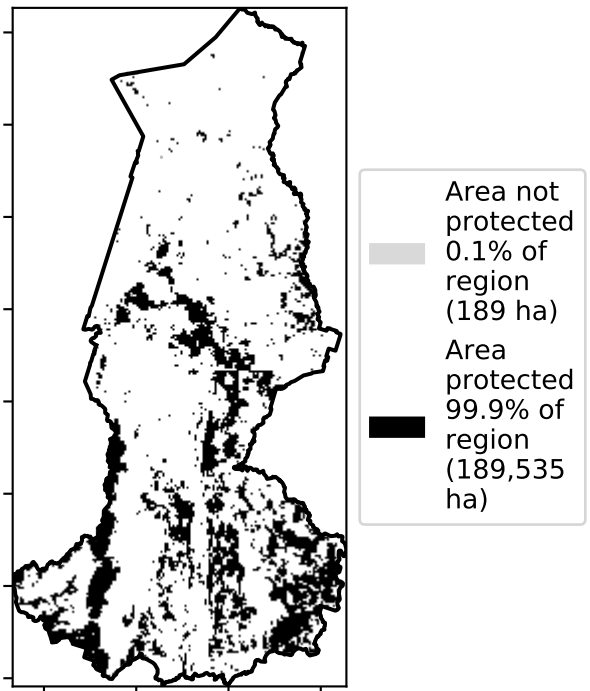 Area not
protected
0.1% of
region
(189 ha)
Area
protected
99.9% of
region
(189,535
ha)